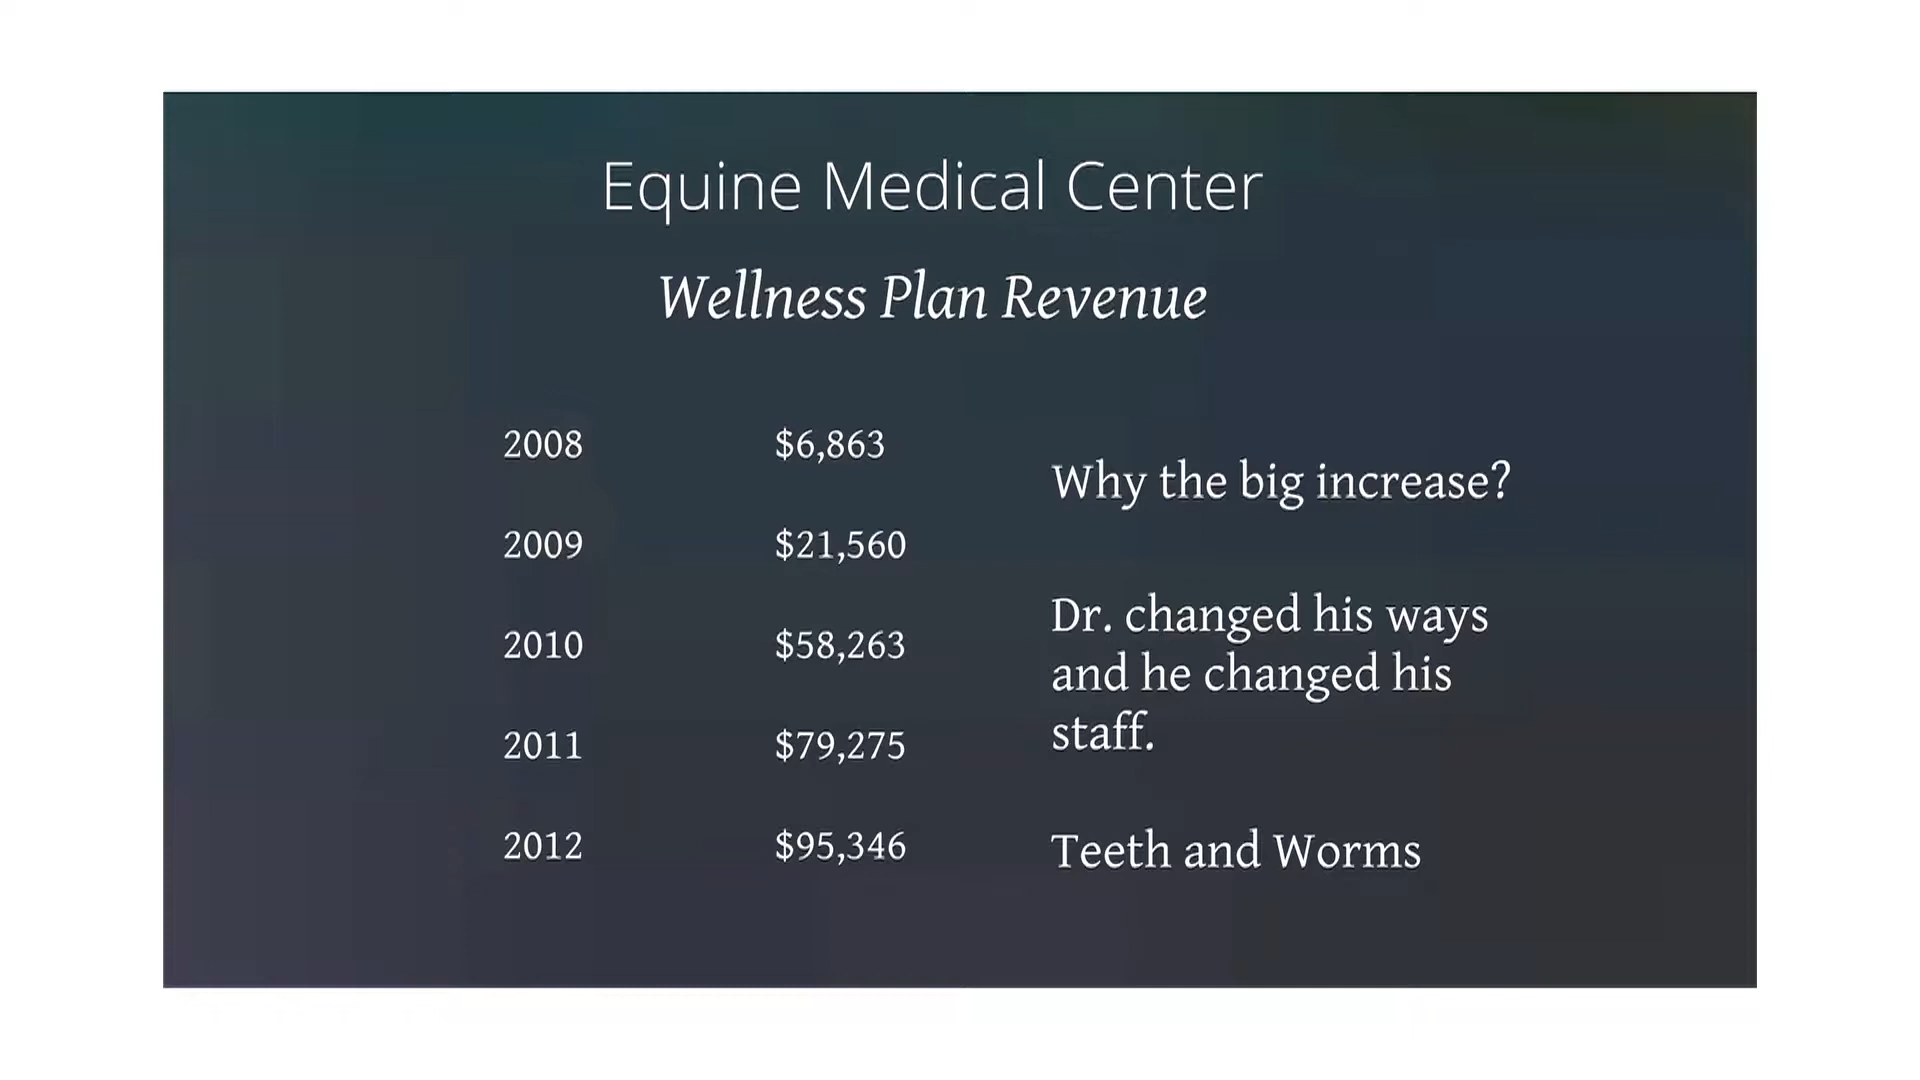 Equine Medical Center
Wellness Plan Revenue
2008 $6,863
2009 $21,560
2010 $58,263
2011 $79,275
2012 $95,346
Why the big increase?
Dr. changed his ways
and he changed his
staff.
Teeth and Worms